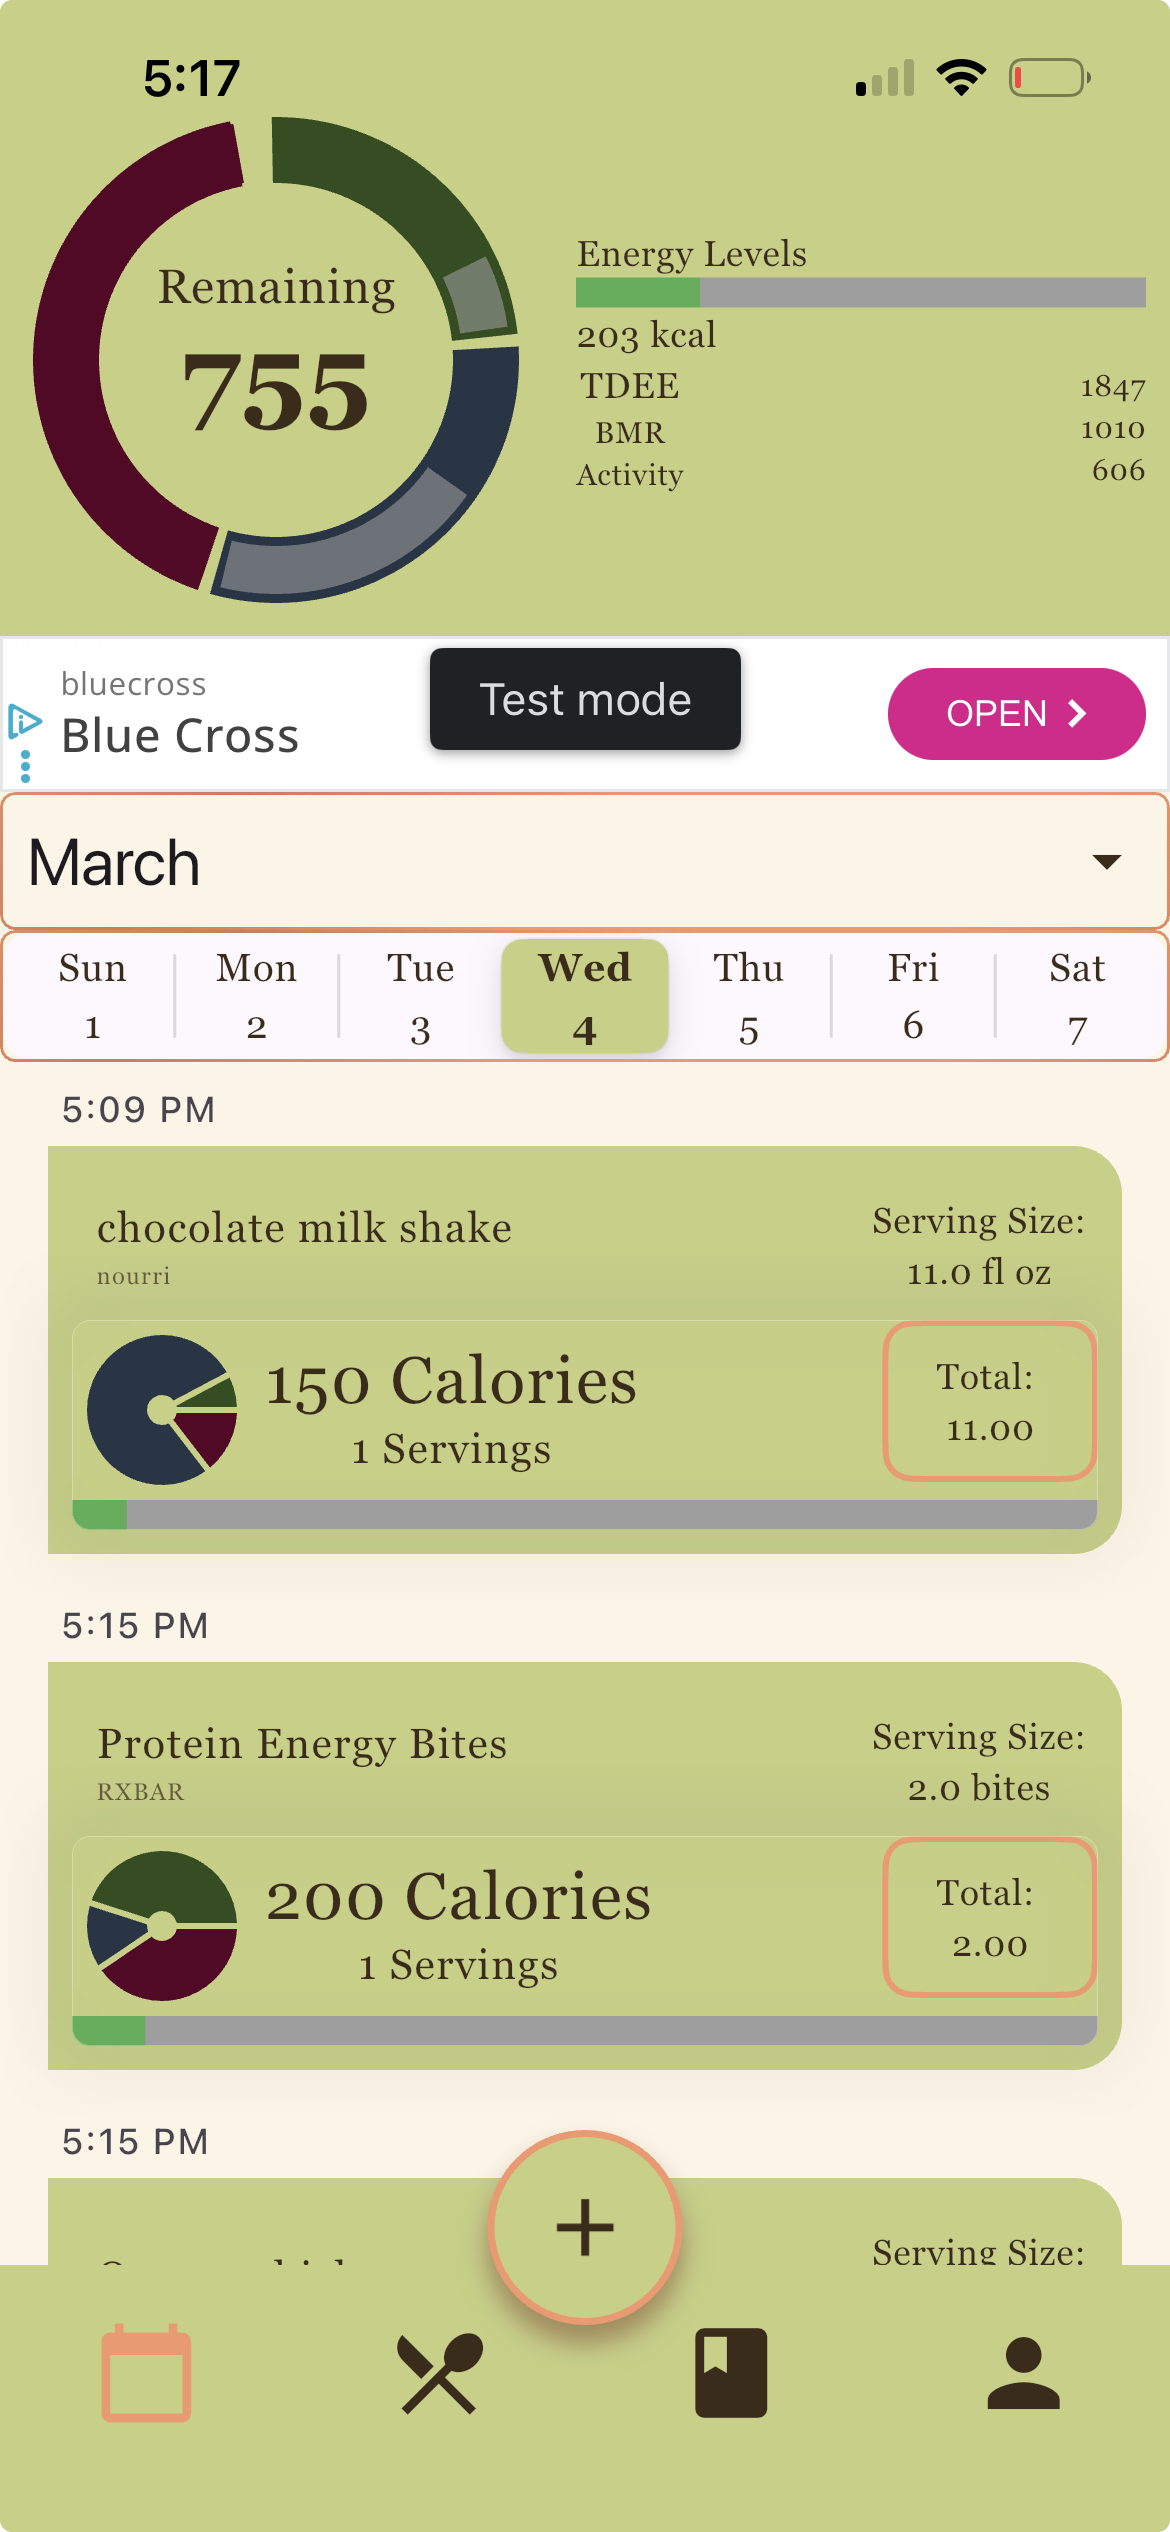 5:17
Remaining
755
Energy Levels
203 kcal
TDEE 1847
BMR 1010
Activity 606
bluecross
Blue Cross
Test mode
OPEN
March
Sun Mon Tue Wed Thu Fri Sat
1 2 3 4 5 6 7
5:09 PM
chocolate milk shake
nourri
Serving Size:
11.0 fl oz
150 Calories
1 Servings
Total:
11.00
5:15 PM
Protein Energy Bites
RXBAR
Serving Size:
2.0 bites
200 Calories
1 Servings
Total:
2.00
5:15 PM
Serving Size: